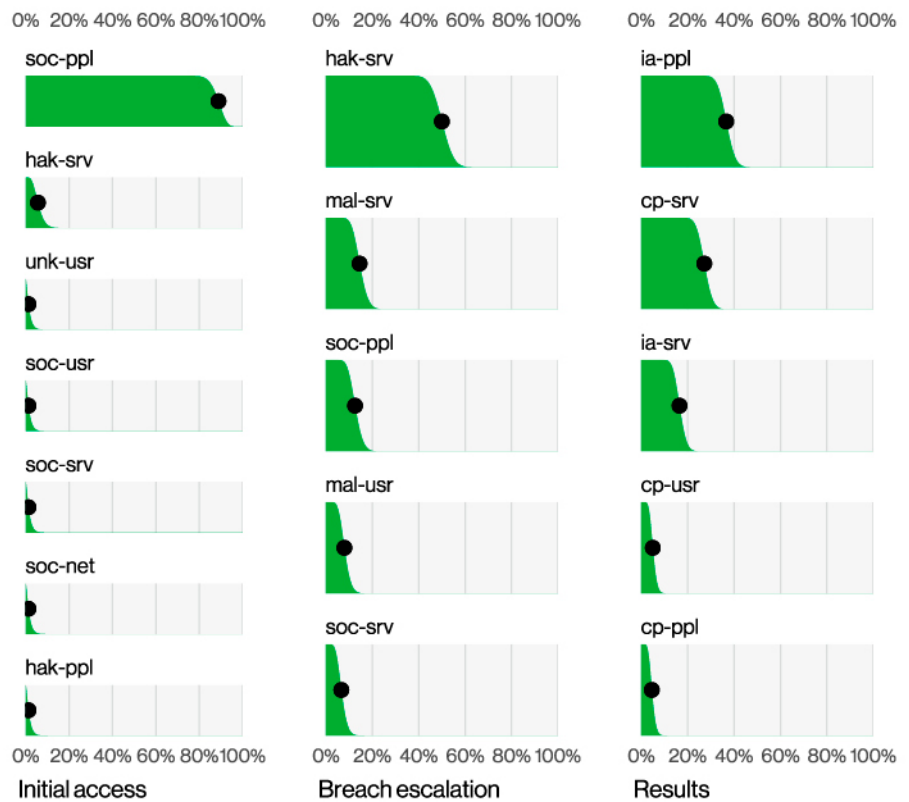 0% 20% 40% 60% 80% 100%
soc-ppl
hak-srv
unk-usr
soc-usr
soc-srv
soc-net
hak-ppl
0% 20% 40% 60% 80% 100%
Initial access
0% 20% 40% 60% 80% 100%
hak-srv
mal-srv
soc-ppl
mal-usr
soc-srv
0% 20% 40% 60% 80% 100%
Breach escalation
0% 20% 40% 60% 80% 100%
ia-ppl
cp-srv
ia-srv
cp-usr
cp-ppl
0% 20% 40% 60% 80% 100%
Results